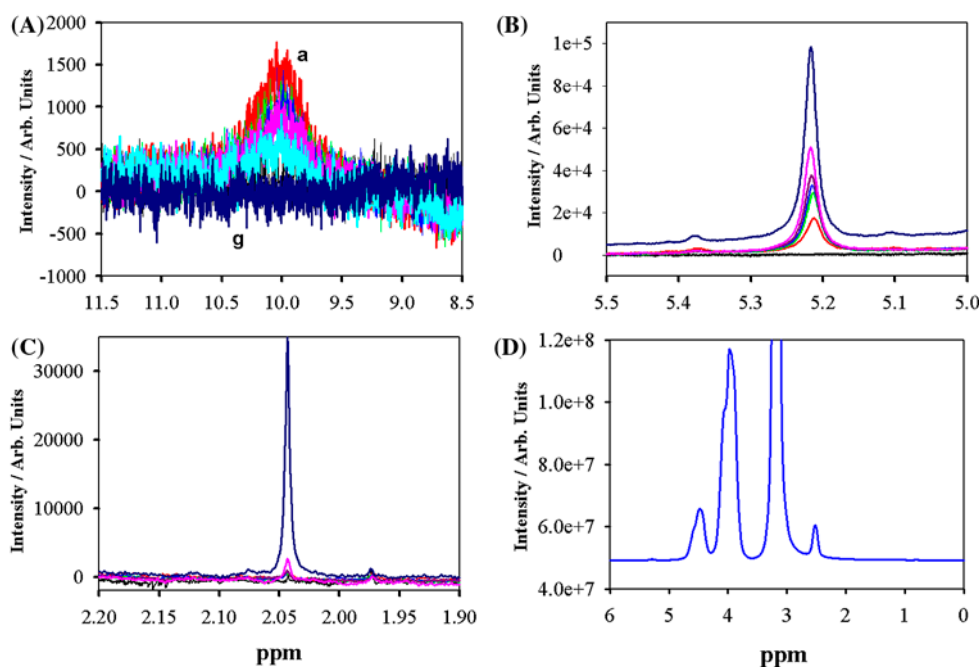 (A)
Intensity / Arb. Units
2000
1500
1000
500
0
-500
-1000
a
g
11.5 11.0 10.5 10.0 9.5 9.0 8.5
(B)
Intensity / Arb. Units
1e+5
8e+4
6e+4
4e+4
2e+4
0
5.5 5.4 5.3 5.2 5.1 5.0
(C)
Intensity / Arb. Units
30000
20000
10000
0
2.20 2.15 2.10 2.05 2.00 1.95 1.90
ppm
(D)
Intensity / Arb. Units
1.2e+8
1.0e+8
8.0e+7
6.0e+7
4.0e+7
6 5 4 3 2 1 0
ppm